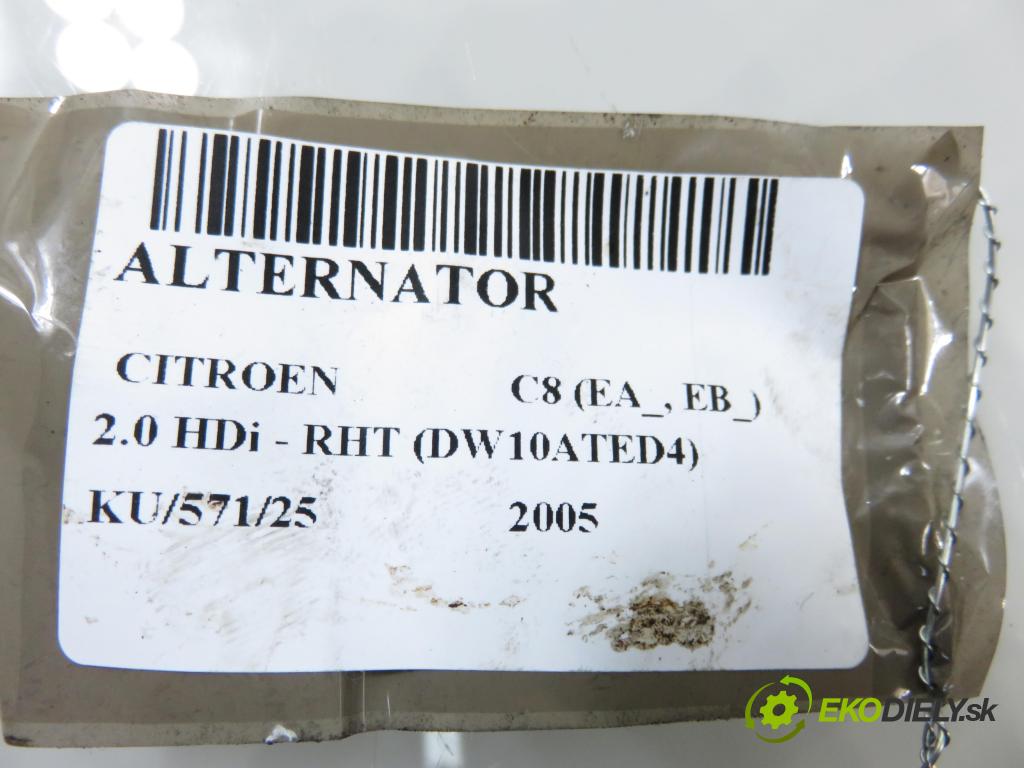 ALTERNATOR
CITROEN C8 (EA_, EB_)
2.0 HDi - RHT (DW10ATED4)
KU/571/25 2005
EKODIELY.sk